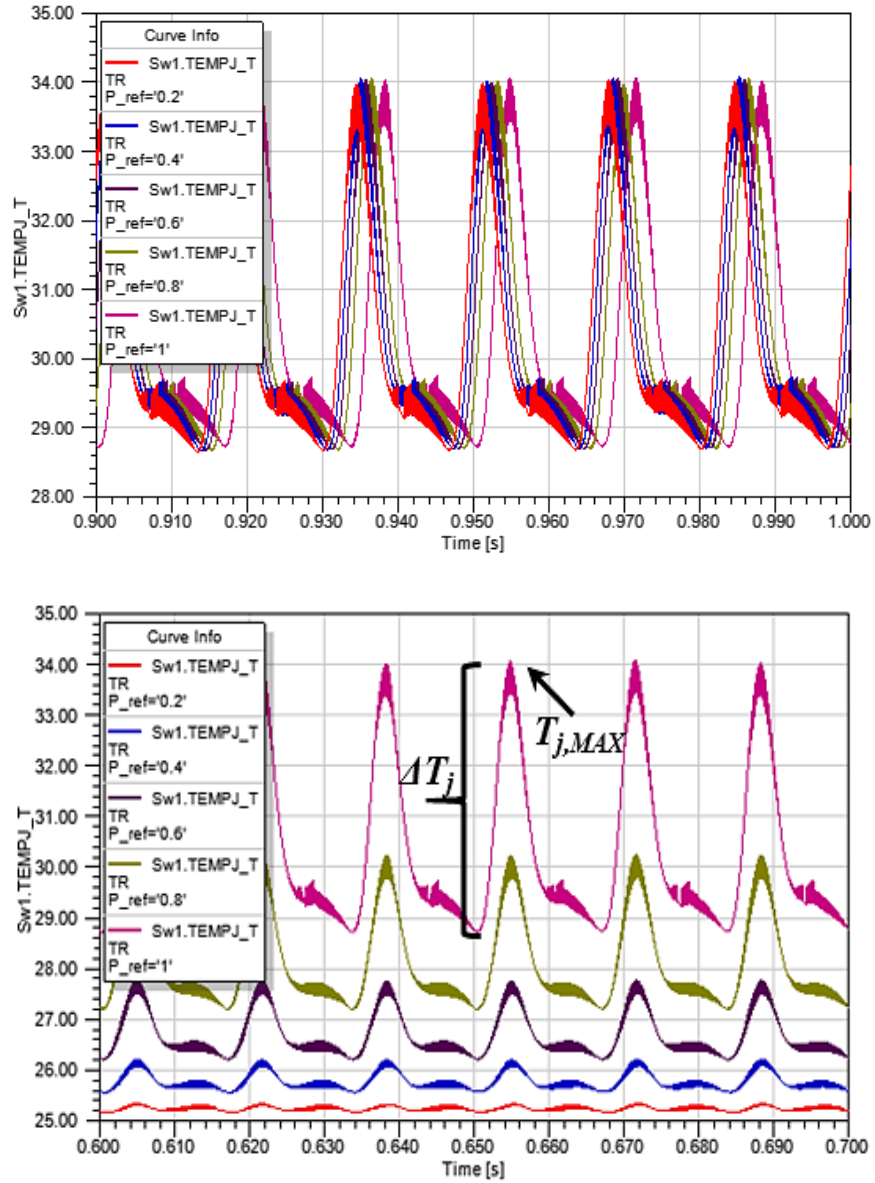 35.00
34.00
33.00
32.00
31.00
30.00
29.00
28.00
Sw1.TEMPJ_T
Curve Info
Sw1.TEMPJ_T
TR
P_ref='0.2'
Sw1.TEMPJ_T
TR
P_ref='0.4'
Sw1.TEMPJ_T
TR
P_ref='0.6'
Sw1.TEMPJ_T
TR
P_ref='0.8'
Sw1.TEMPJ_T
TR
P_ref='1'
0.900 0.910 0.920 0.930 0.940 0.950 0.960 0.970 0.980 0.990 1.000
Time [s]
35.00
34.00
33.00
32.00
31.00
30.00
29.00
28.00
27.00
26.00
25.00
Sw1.TEMPJ_T
Curve Info
Sw1.TEMPJ_T
TR
P_ref='0.2'
Sw1.TEMPJ_T
TR
P_ref='0.4'
Sw1.TEMPJ_T
TR
P_ref='0.6'
Sw1.TEMPJ_T
TR
P_ref='0.8'
Sw1.TEMPJ_T
TR
P_ref='1'
ΔTj
Tj,MAX
0.600 0.610 0.620 0.630 0.640 0.650 0.660 0.670 0.680 0.690 0.700
Time [s]